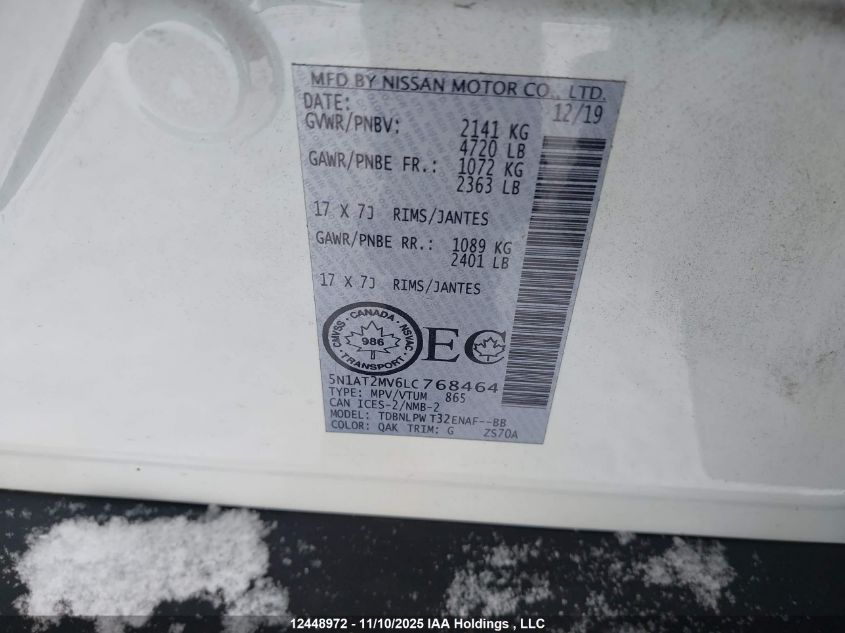 MFD BY NISSAN MOTOR CO., LTD.
DATE: 12/19
GVWR/PNBV: 2141 KG
4720 LB
GAWR/PNBE FR.: 1072 KG
2363 LB
17 X 7J RIMS/JANTES
GAWR/PNBE RR.: 1089 KG
2401 LB
17 X 7J RIMS/JANTES
CMVSS · CANADA · NSVAC
986
TRANSPORT
EC
5N1AT2MV6LC768464
TYPE: MPV/VTUM 865
CAN ICES-2/NMB-2
MODEL: TDBNLPW T32ENAF--BB
COLOR: QAK TRIM: G ZS70A
12448972 - 11/10/2025 IAA Holdings , LLC